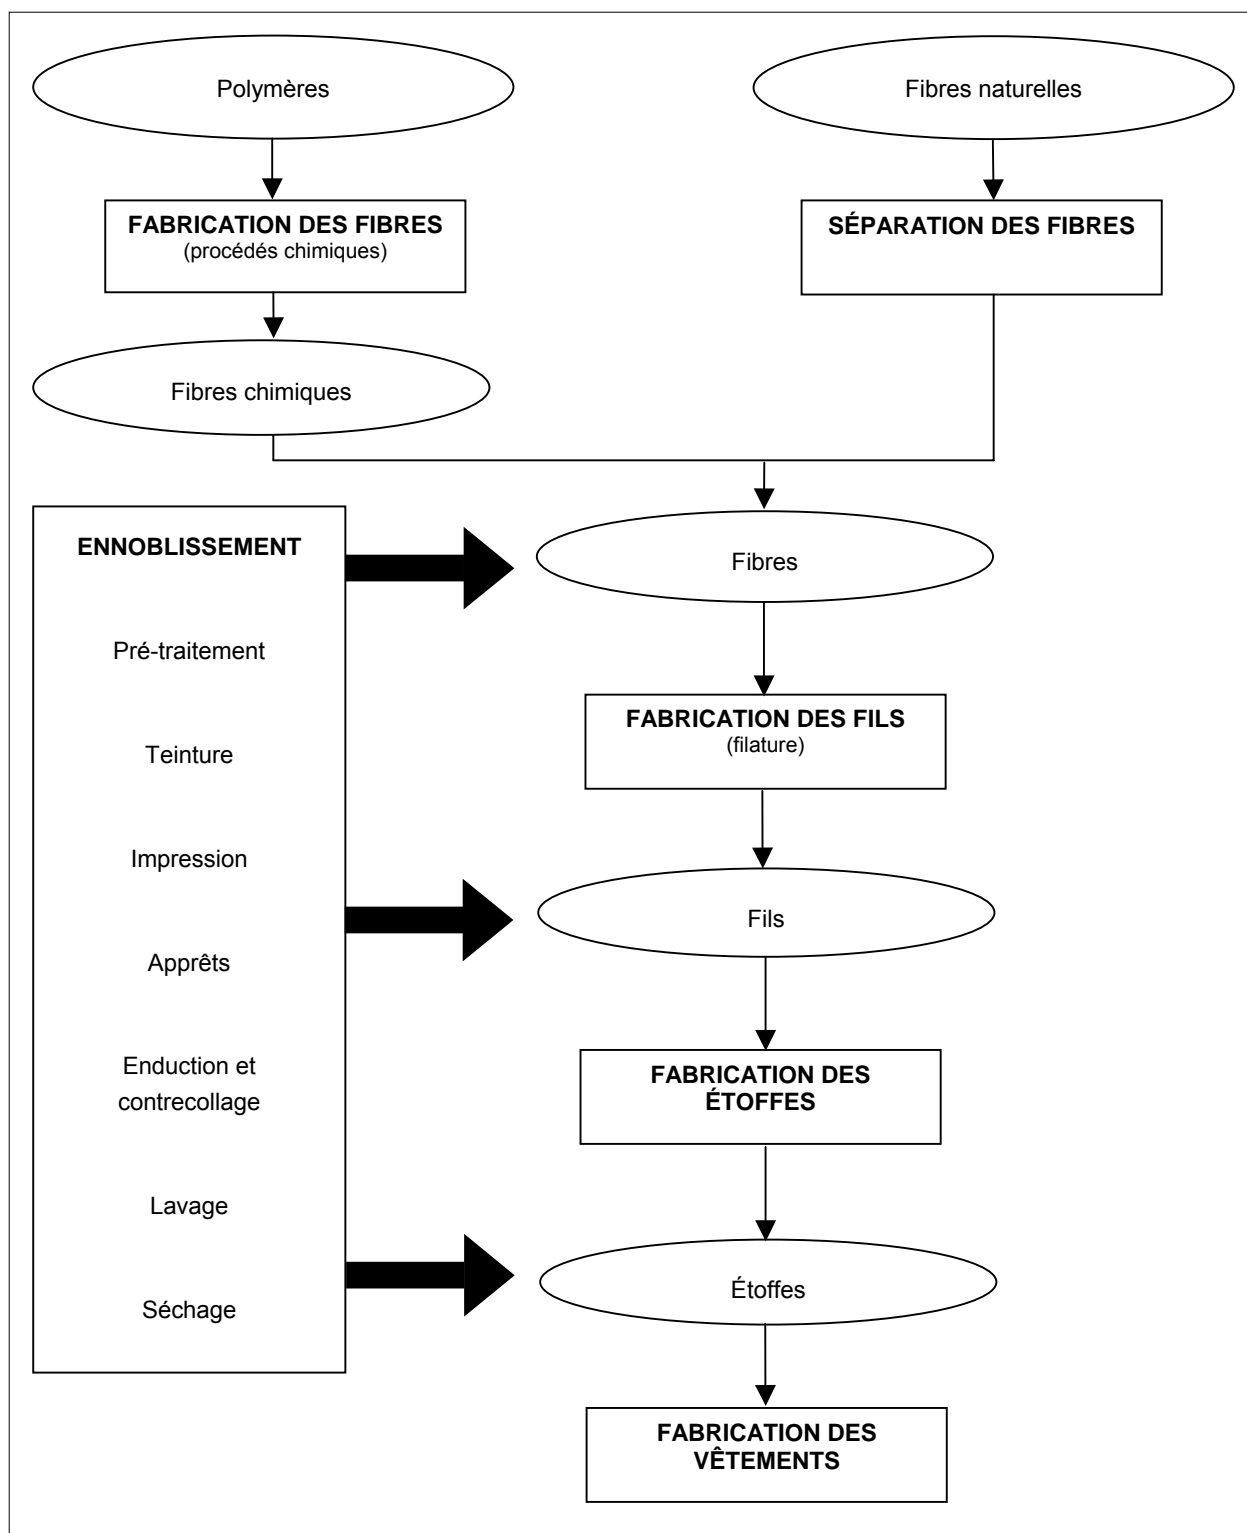 Polymères
Fibres naturelles
FABRICATION DES FIBRES
(procédés chimiques)
SÉPARATION DES FIBRES
Fibres chimiques
ENNOBLISSEMENT
Pré-traitement
Teinture
Impression
Apprêts
Enduction et
contrecollage
Lavage
Séchage
Fibres
FABRICATION DES FILS
(filature)
Fils
FABRICATION DES
ÉTOFFES
Étoffes
FABRICATION DES
VÊTEMENTS